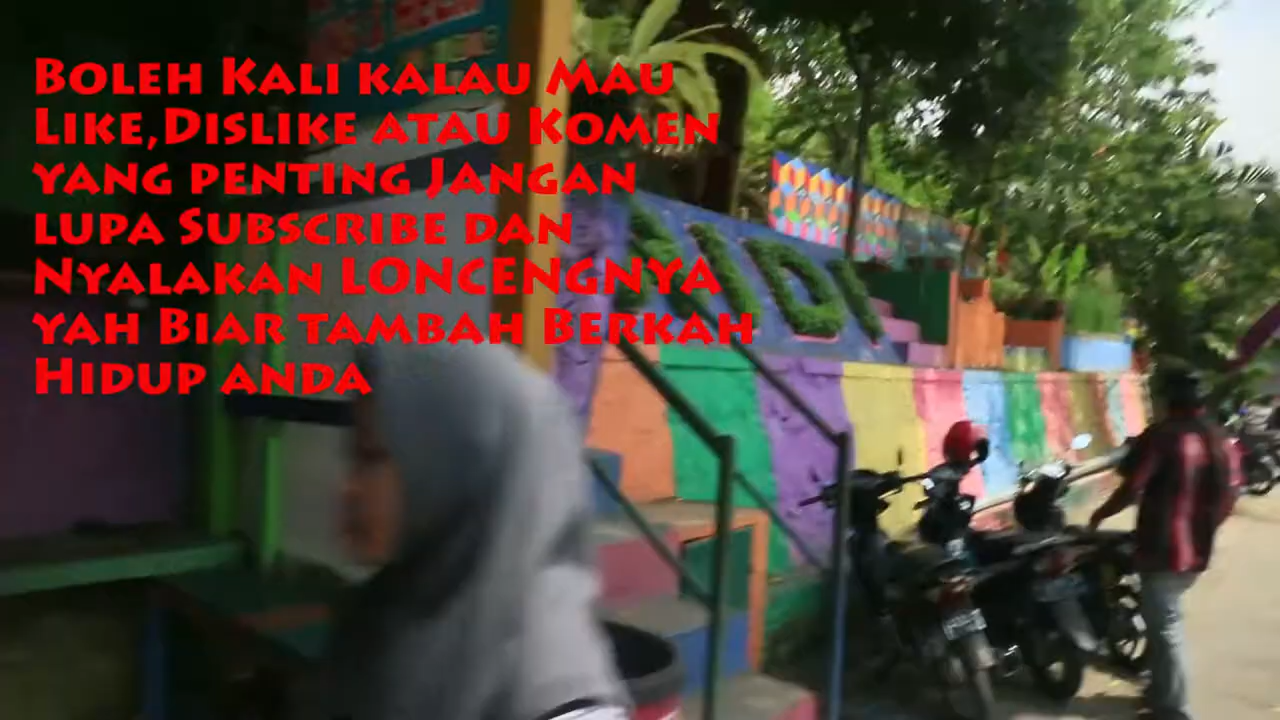 Boleh Kali kalau Mau
Like,Dislike atau Komen
yang penting Jangan
lupa Subscribe dan
Nyalakan LONCENGNYA
yah Biar tambah Berkah
Hidup anda